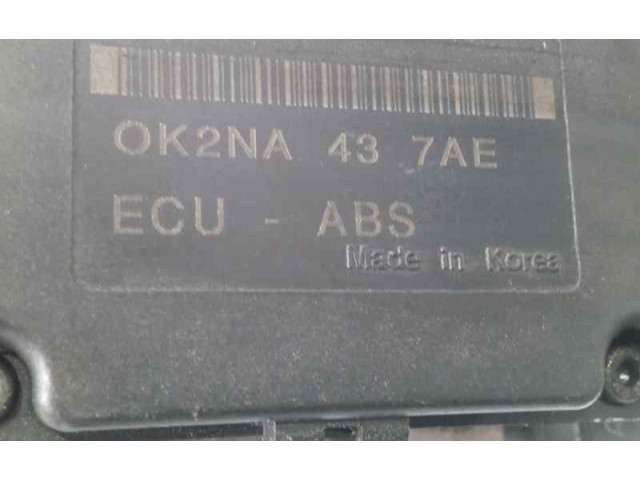 OK2NA 43 7AE
ECU - ABS
Made in Korea